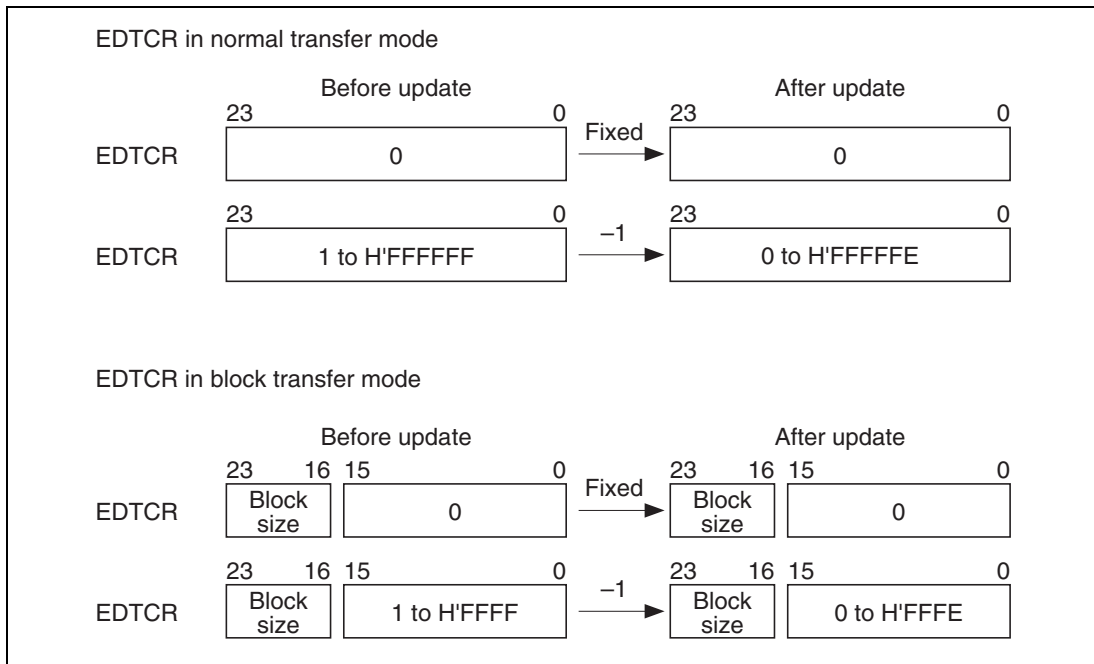 EDTCR in normal transfer mode
Before update After update
23 0 Fixed 23 0
EDTCR 0 0
23 0 –1 23 0
EDTCR 1 to H'FFFFFF 0 to H'FFFFFE
EDTCR in block transfer mode
Before update After update
23 16 15 0 Fixed 23 16 15 0
EDTCR Block size 0 Block size 0
23 16 15 0 –1 23 16 15 0
EDTCR Block size 1 to H'FFFF Block size 0 to H'FFFE